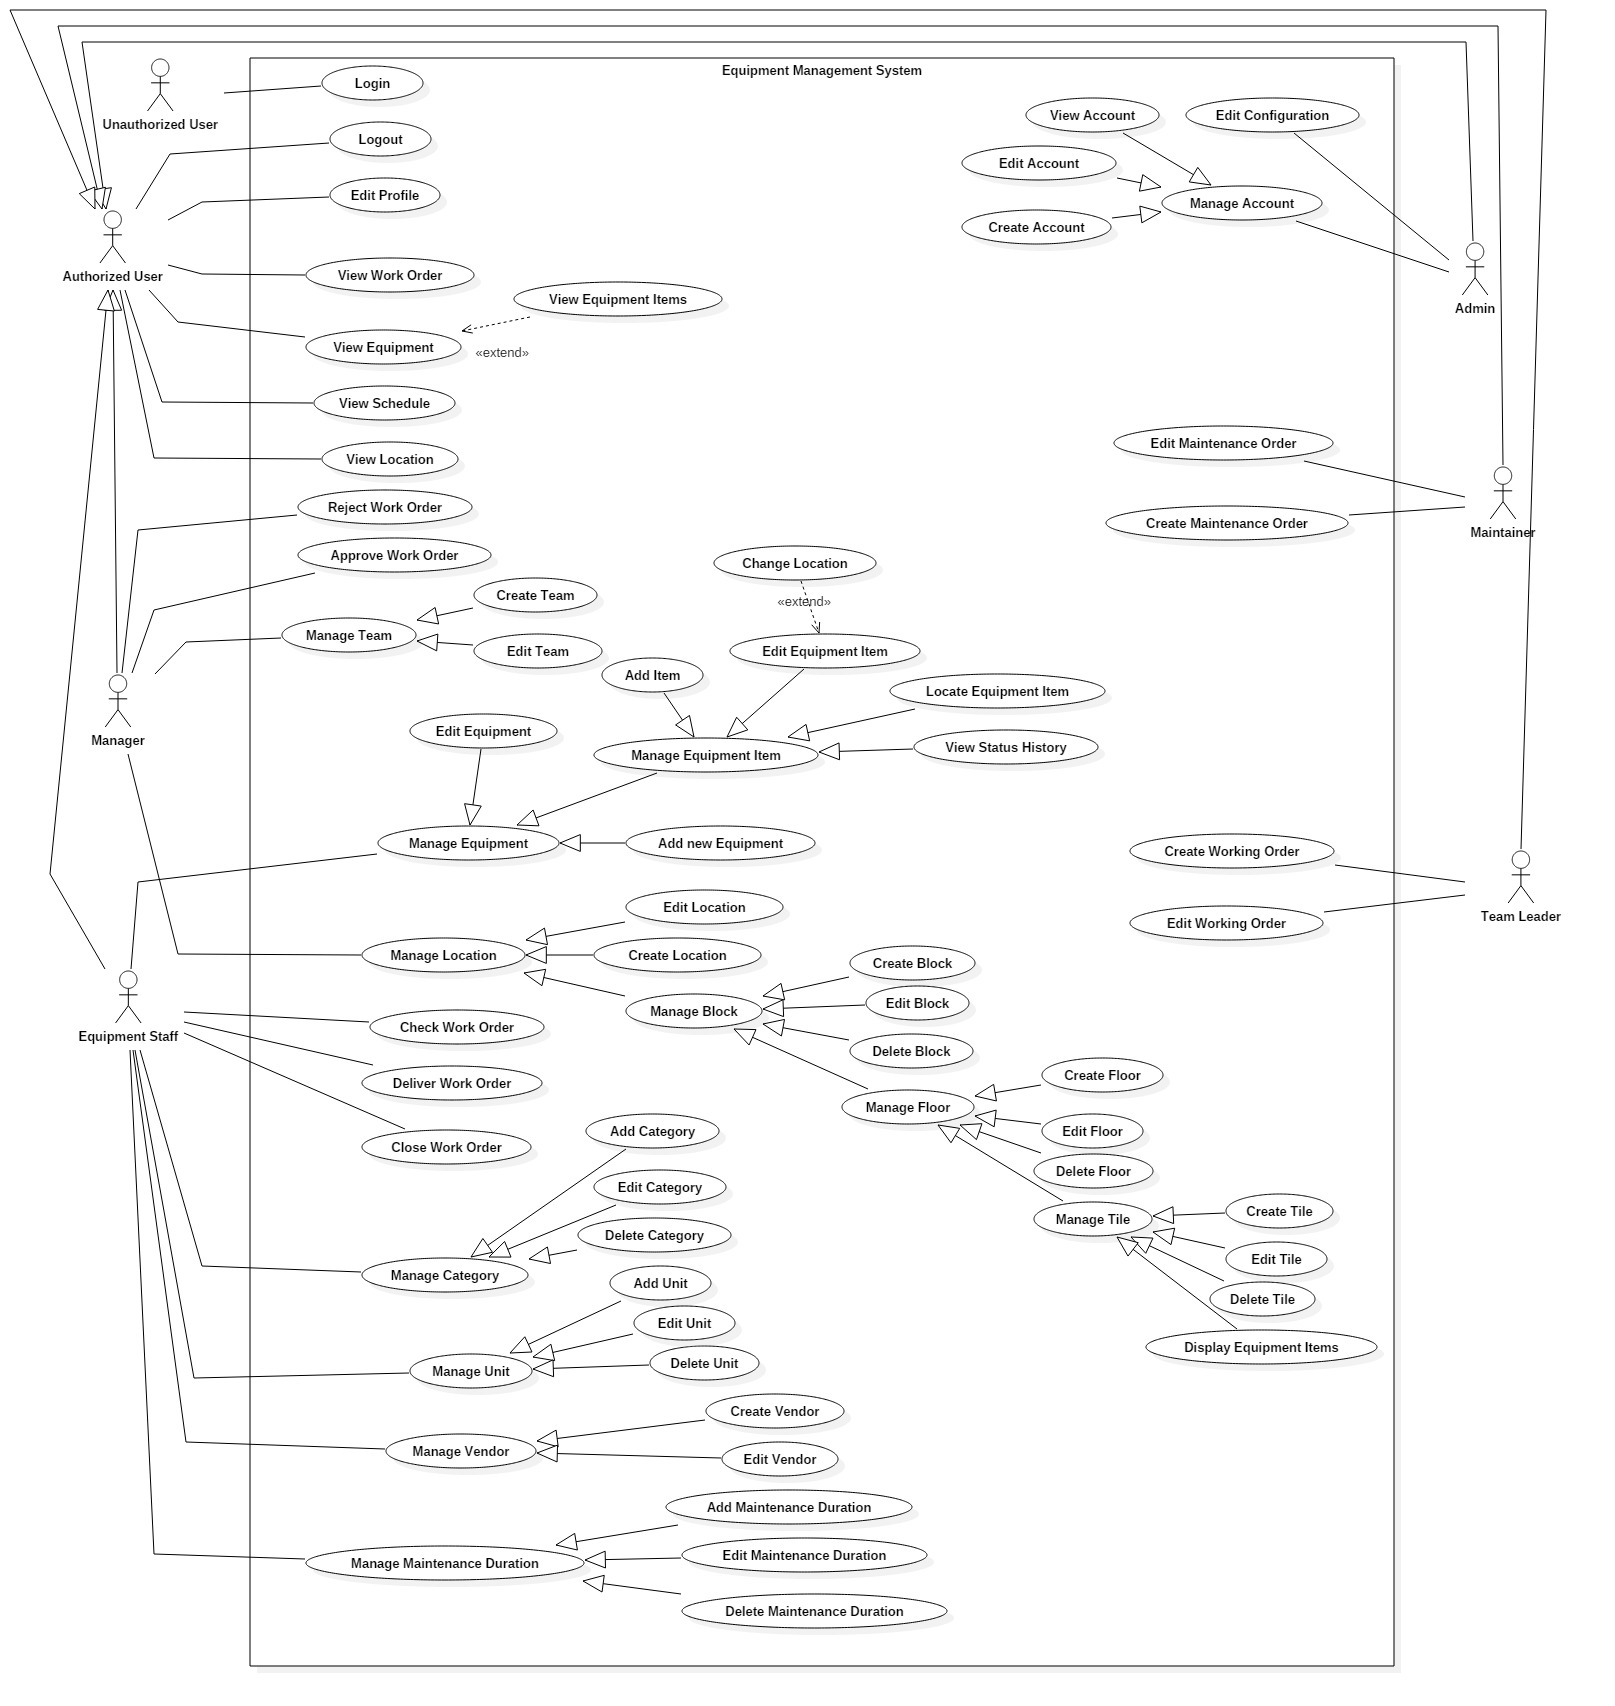 Equipment Management System
Login
Unauthorized User
View Account
Edit Configuration
Logout
Edit Account
Edit Profile
Manage Account
Create Account
Authorized User
View Work Order
View Equipment Items
Admin
View Equipment
«extend»
View Schedule
View Location
Edit Maintenance Order
Reject Work Order
Create Maintenance Order
Maintainer
Approve Work Order
Change Location
Create Team
«extend»
Manage Team
Edit Team
Edit Equipment Item
Add Item
Locate Equipment Item
Manager
Edit Equipment
View Status History
Manage Equipment Item
Manage Equipment
Add new Equipment
Create Working Order
Edit Location
Edit Working Order
Team Leader
Manage Location
Create Location
Create Block
Manage Block
Edit Block
Equipment Staff
Check Work Order
Delete Block
Deliver Work Order
Create Floor
Manage Floor
Add Category
Edit Floor
Close Work Order
Delete Floor
Edit Category
Manage Tile
Create Tile
Delete Category
Edit Tile
Manage Category
Add Unit
Delete Tile
Edit Unit
Display Equipment Items
Manage Unit
Delete Unit
Create Vendor
Manage Vendor
Edit Vendor
Add Maintenance Duration
Manage Maintenance Duration
Edit Maintenance Duration
Delete Maintenance Duration